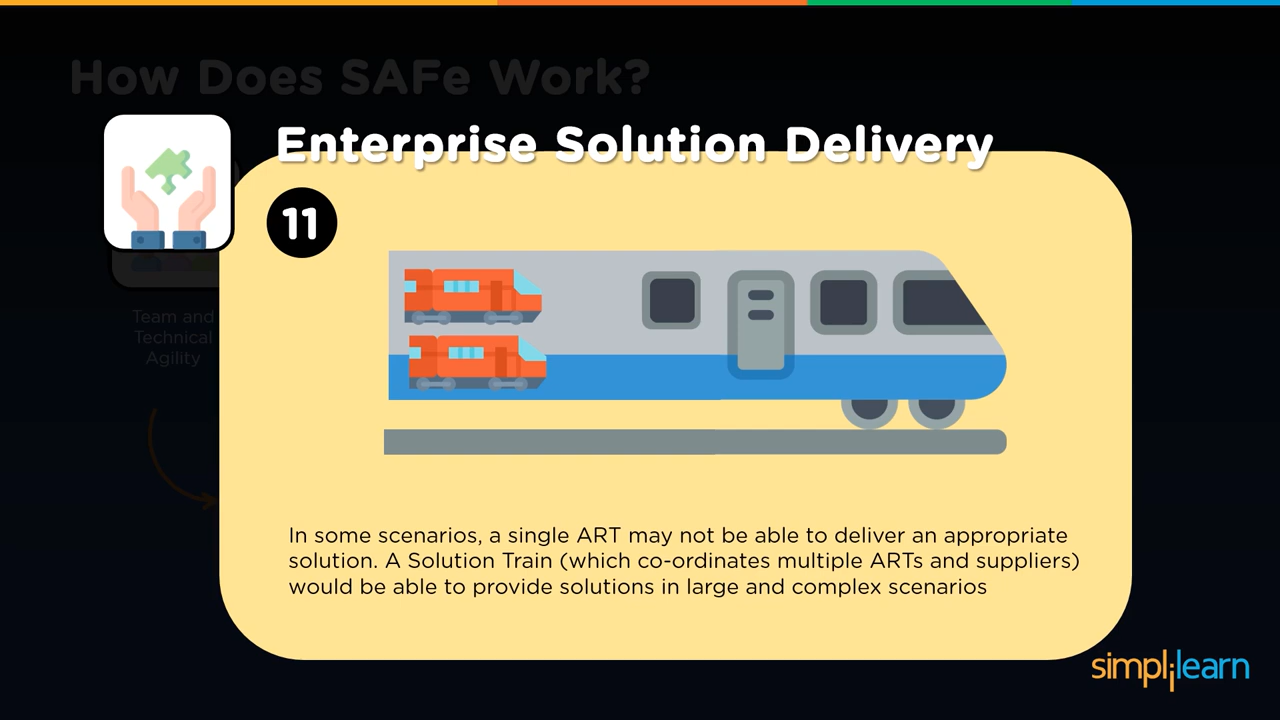 How Does SAFe Work?
Enterprise Solution Delivery
11
Team and
Technical
Agility
In some scenarios, a single ART may not be able to deliver an appropriate
solution. A Solution Train (which co-ordinates multiple ARTs and suppliers)
would be able to provide solutions in large and complex scenarios
simplilearn